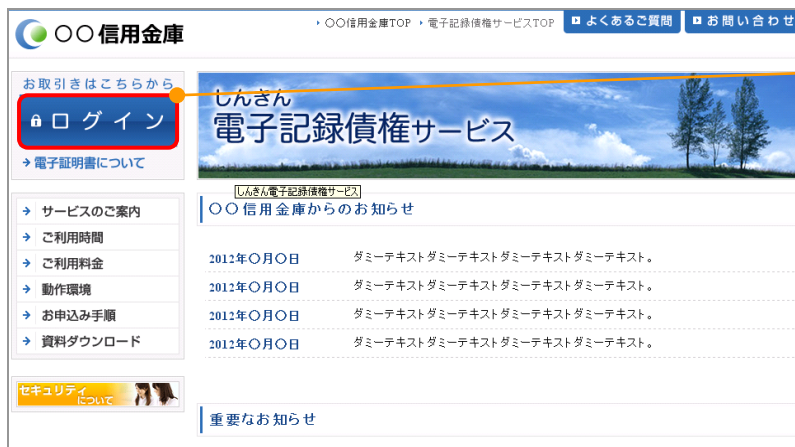 〇〇信用金庫
〇〇信用金庫TOP 電子記録債権サービスTOP よくあるご質問 お問い合わせ
お取引きはこちらから
ログイン
電子証明書について
しんきん
電子記録債権サービス
しんきん電子記録債権サービス
サービスのご案内
ご利用時間
ご利用料金
動作環境
お申込み手順
資料ダウンロード
セキュリティ
について
〇〇信用金庫からのお知らせ
2012年〇月〇日 ダミーテキストダミーテキストダミーテキストダミーテキスト。
2012年〇月〇日 ダミーテキストダミーテキストダミーテキストダミーテキスト。
2012年〇月〇日 ダミーテキストダミーテキストダミーテキストダミーテキスト。
2012年〇月〇日 ダミーテキストダミーテキストダミーテキストダミーテキスト。
重要なお知らせ